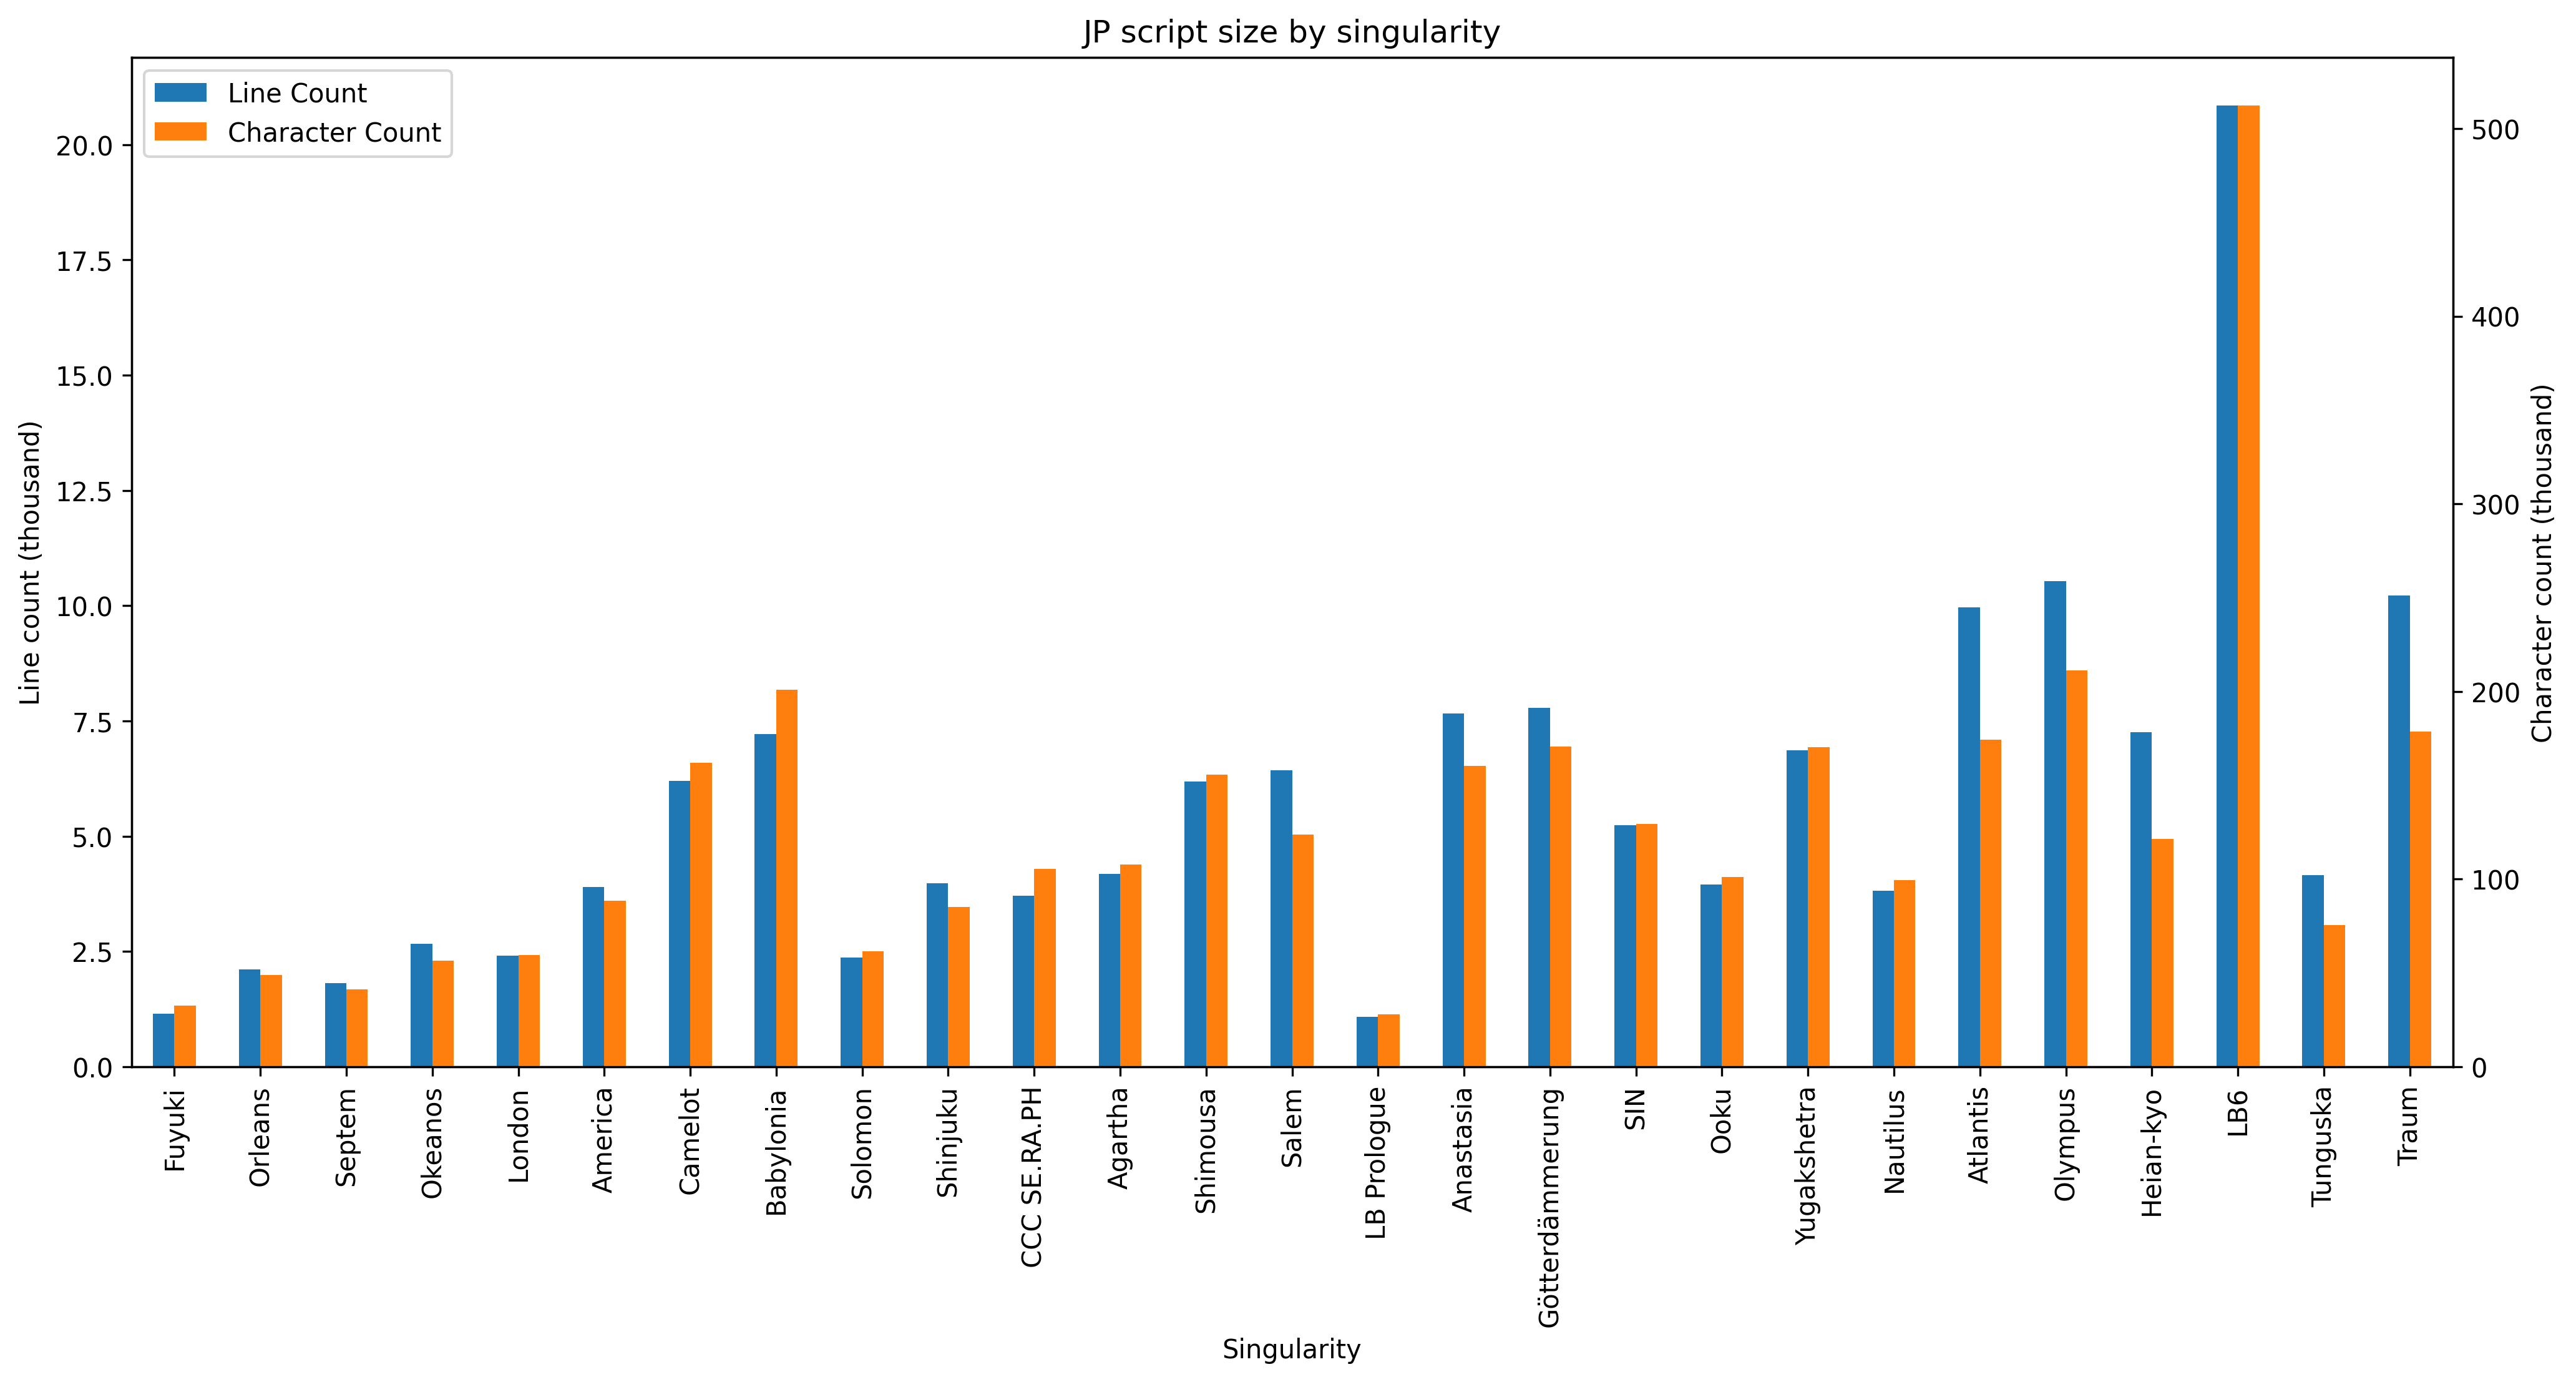 JP script size by singularity
Line Count
Character Count
20.0
17.5
15.0
12.5
10.0
7.5
5.0
2.5
0.0
Line count (thousand)
500
400
300
200
100
0
Character count (thousand)
Fuyuki
Orleans
Septem
Okeanos
London
America
Camelot
Babylonia
Solomon
Shinjuku
CCC SE.RA.PH
Agartha
Shimousa
Salem
LB Prologue
Anastasia
Götterdämmerung
SIN
Ooku
Yugakshetra
Nautilus
Atlantis
Olympus
Heian-kyo
LB6
Tunguska
Traum
Singularity